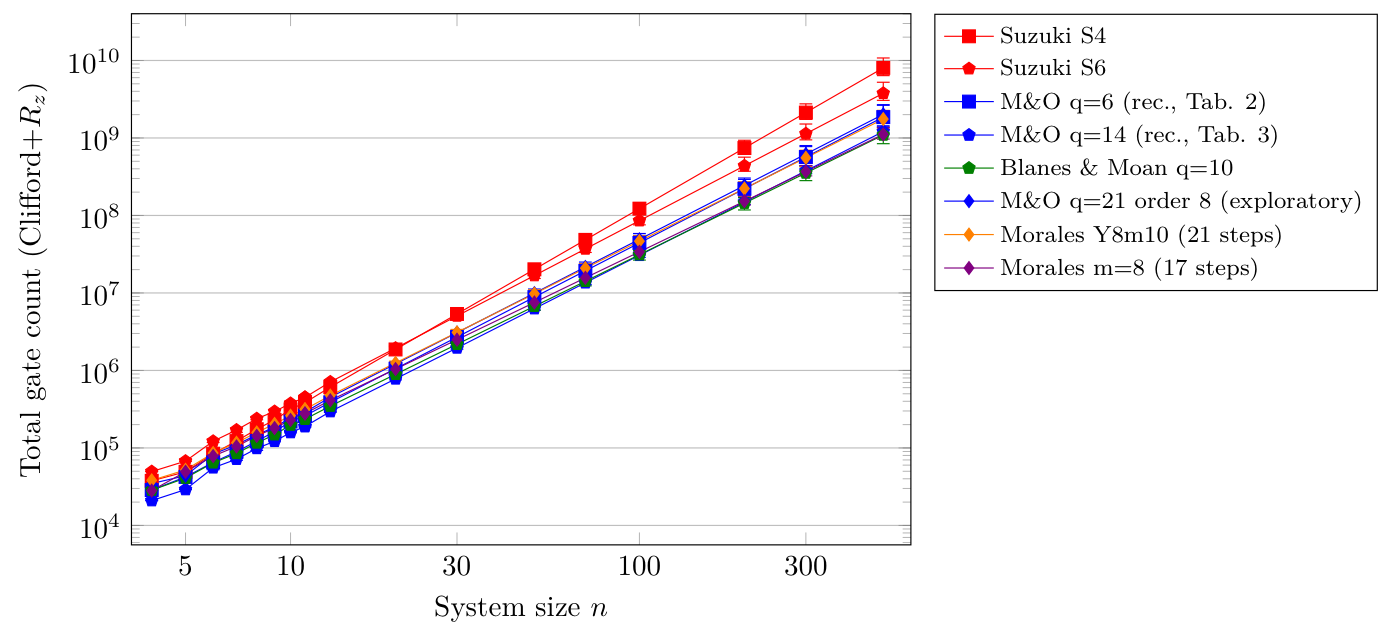 Total gate count (Clifford+$R_z$)
10^{10}
10^9
10^8
10^7
10^6
10^5
10^4
5 10 30 100 300
System size $n$
Suzuki S4
Suzuki S6
M&O q=6 (rec., Tab. 2)
M&O q=14 (rec., Tab. 3)
Blanes & Moan q=10
M&O q=21 order 8 (exploratory)
Morales Y8m10 (21 steps)
Morales m=8 (17 steps)